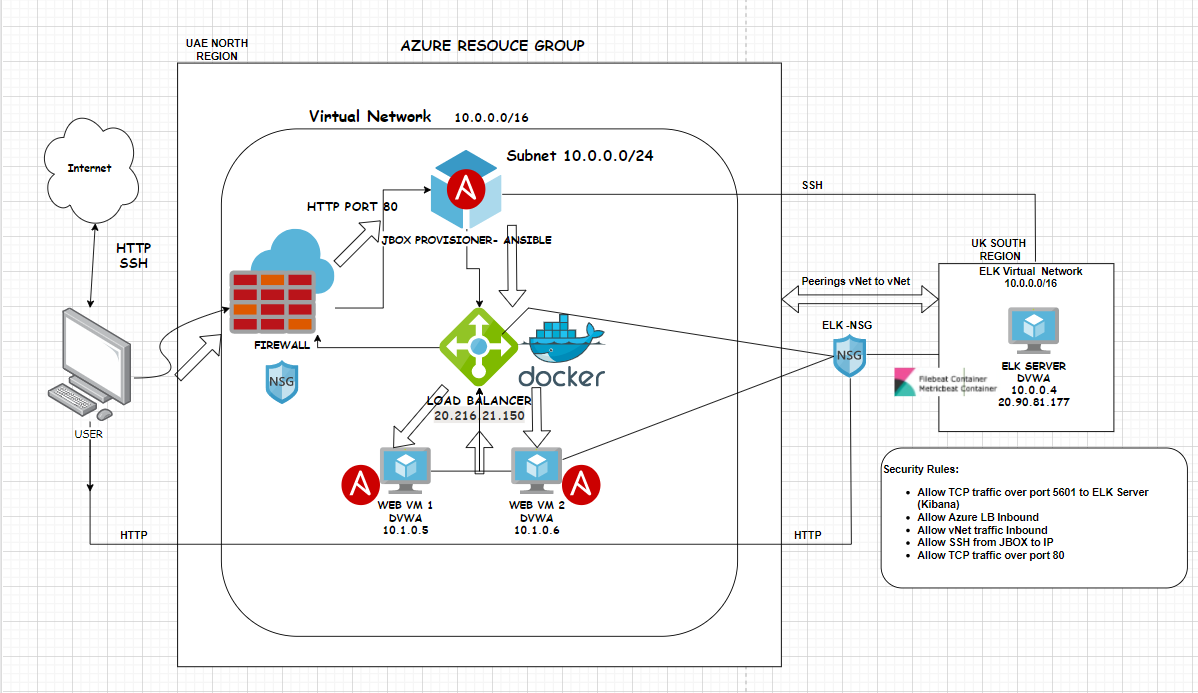 UAE NORTH
REGION
AZURE RESOUCE GROUP
Virtual Network
10.0.0.0/16
Internet
Subnet 10.0.0.0/24
HTTP
SSH
HTTP PORT 80
SSH
JBOX PROVISIONER- ANSIBLE
UK SOUTH
REGION
ELK Virtual Network
10.0.0.0/16
Peerings vNet to vNet
FIREWALL
NSG
ELK -NSG
NSG
docker
ELK SERVER
DVWA
10.0.0.4
20.90.81.177
Filebeat Container
Metricbeat Container
LOAD BALANCER
20.216.21.150
USER
WEB VM 1
DVWA
10.1.0.5
WEB VM 2
DVWA
10.1.0.6
HTTP
HTTP
Security Rules:
• Allow TCP traffic over port 5601 to ELK Server
(Kibana)
• Allow Azure LB Inbound
• Allow vNet traffic Inbound
• Allow SSH from JBOX to IP
• Allow TCP traffic over port 80